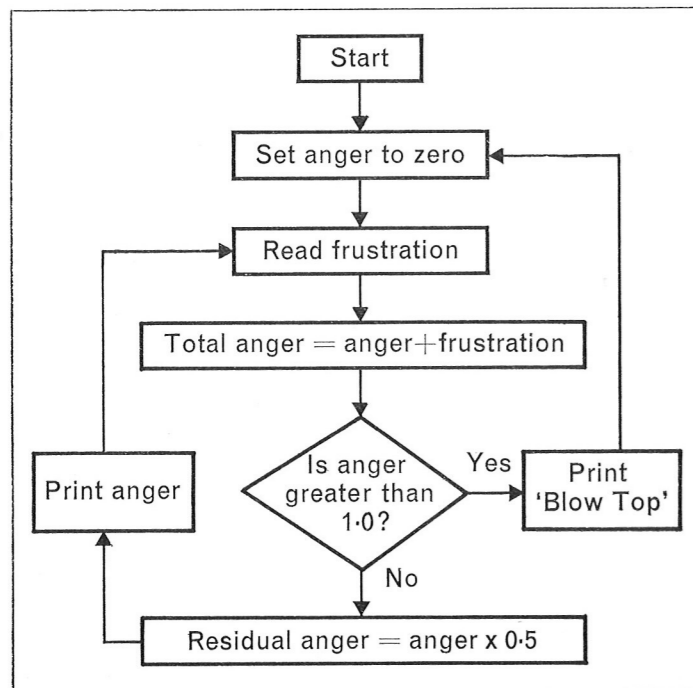 Start
Set anger to zero
Read frustration
Total anger = anger+frustration
Is anger
greater than
1·0?
Yes
Print
‘Blow Top’
Print anger
No
Residual anger = anger x 0·5